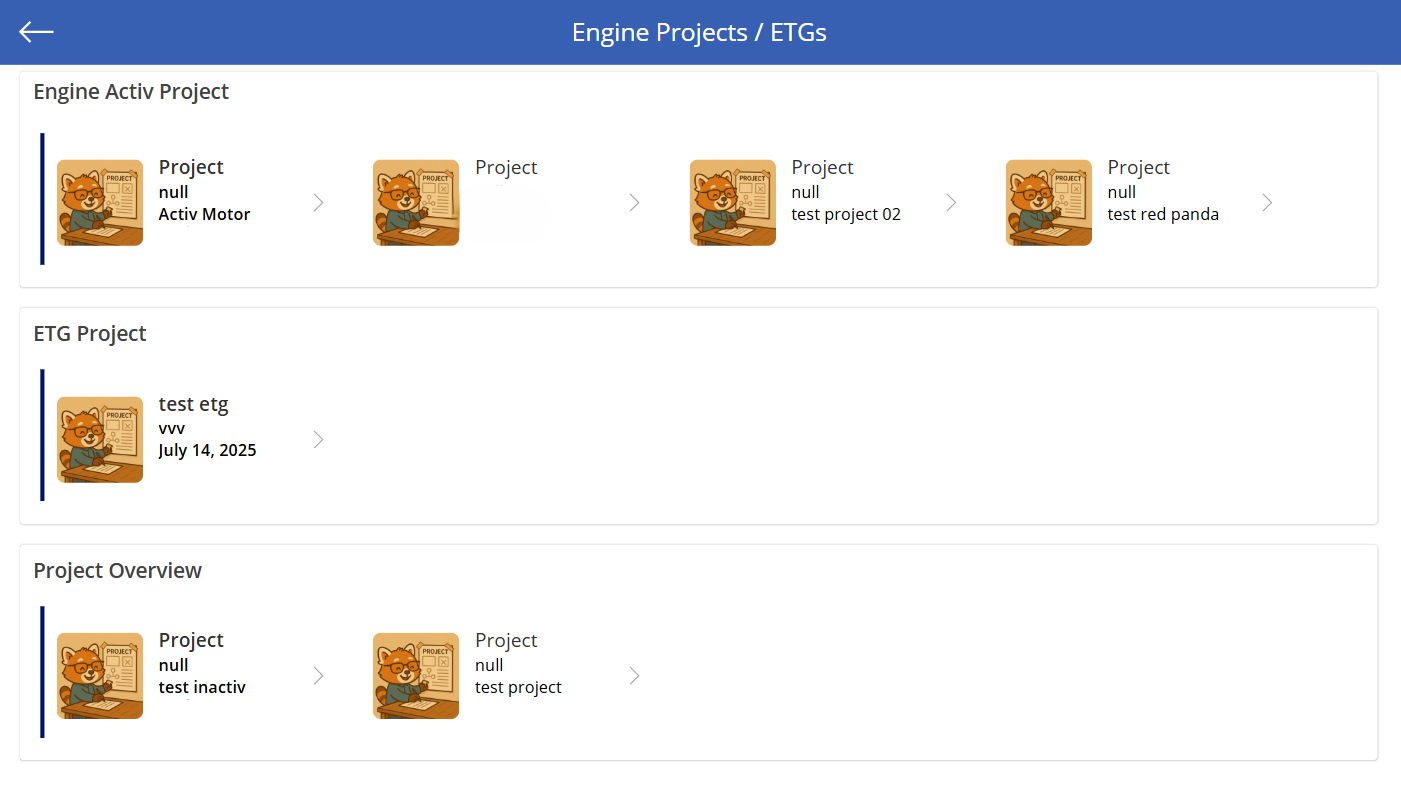 Engine Projects / ETGs
Engine Activ Project
PROJECT
Project
null
Activ Motor
PROJECT
Project
PROJECT
Project
null
test project 02
PROJECT
Project
null
test red panda
ETG Project
PROJECT
test etg
vvv
July 14, 2025
Project Overview
PROJECT
Project
null
test inactiv
PROJECT
Project
null
test project